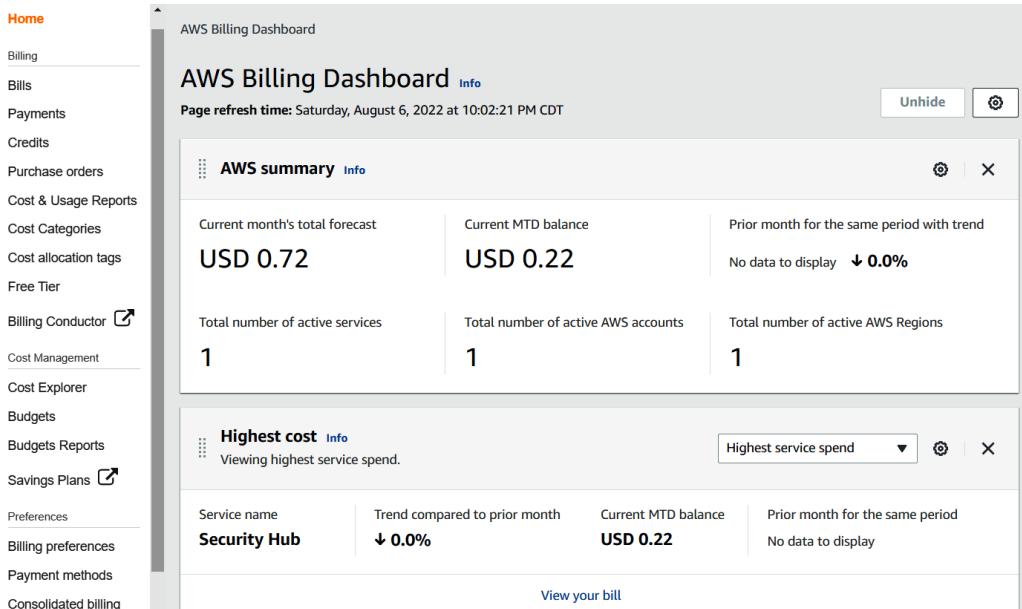 Home
Billing
Bills
Payments
Credits
Purchase orders
Cost & Usage Reports
Cost Categories
Cost allocation tags
Free Tier
Billing Conductor
Cost Management
Cost Explorer
Budgets
Budgets Reports
Savings Plans
Preferences
Billing preferences
Payment methods
Consolidated billing
AWS Billing Dashboard
AWS Billing Dashboard Info
Page refresh time: Saturday, August 6, 2022 at 10:02:21 PM CDT
Unhide
AWS summary Info
Current month's total forecast
USD 0.72
Current MTD balance
USD 0.22
Prior month for the same period with trend
No data to display ↓ 0.0%
Total number of active services
1
Total number of active AWS accounts
1
Total number of active AWS Regions
1
Highest cost Info
Viewing highest service spend.
Highest service spend
Service name
Security Hub
Trend compared to prior month
↓ 0.0%
Current MTD balance
USD 0.22
Prior month for the same period
No data to display
View your bill